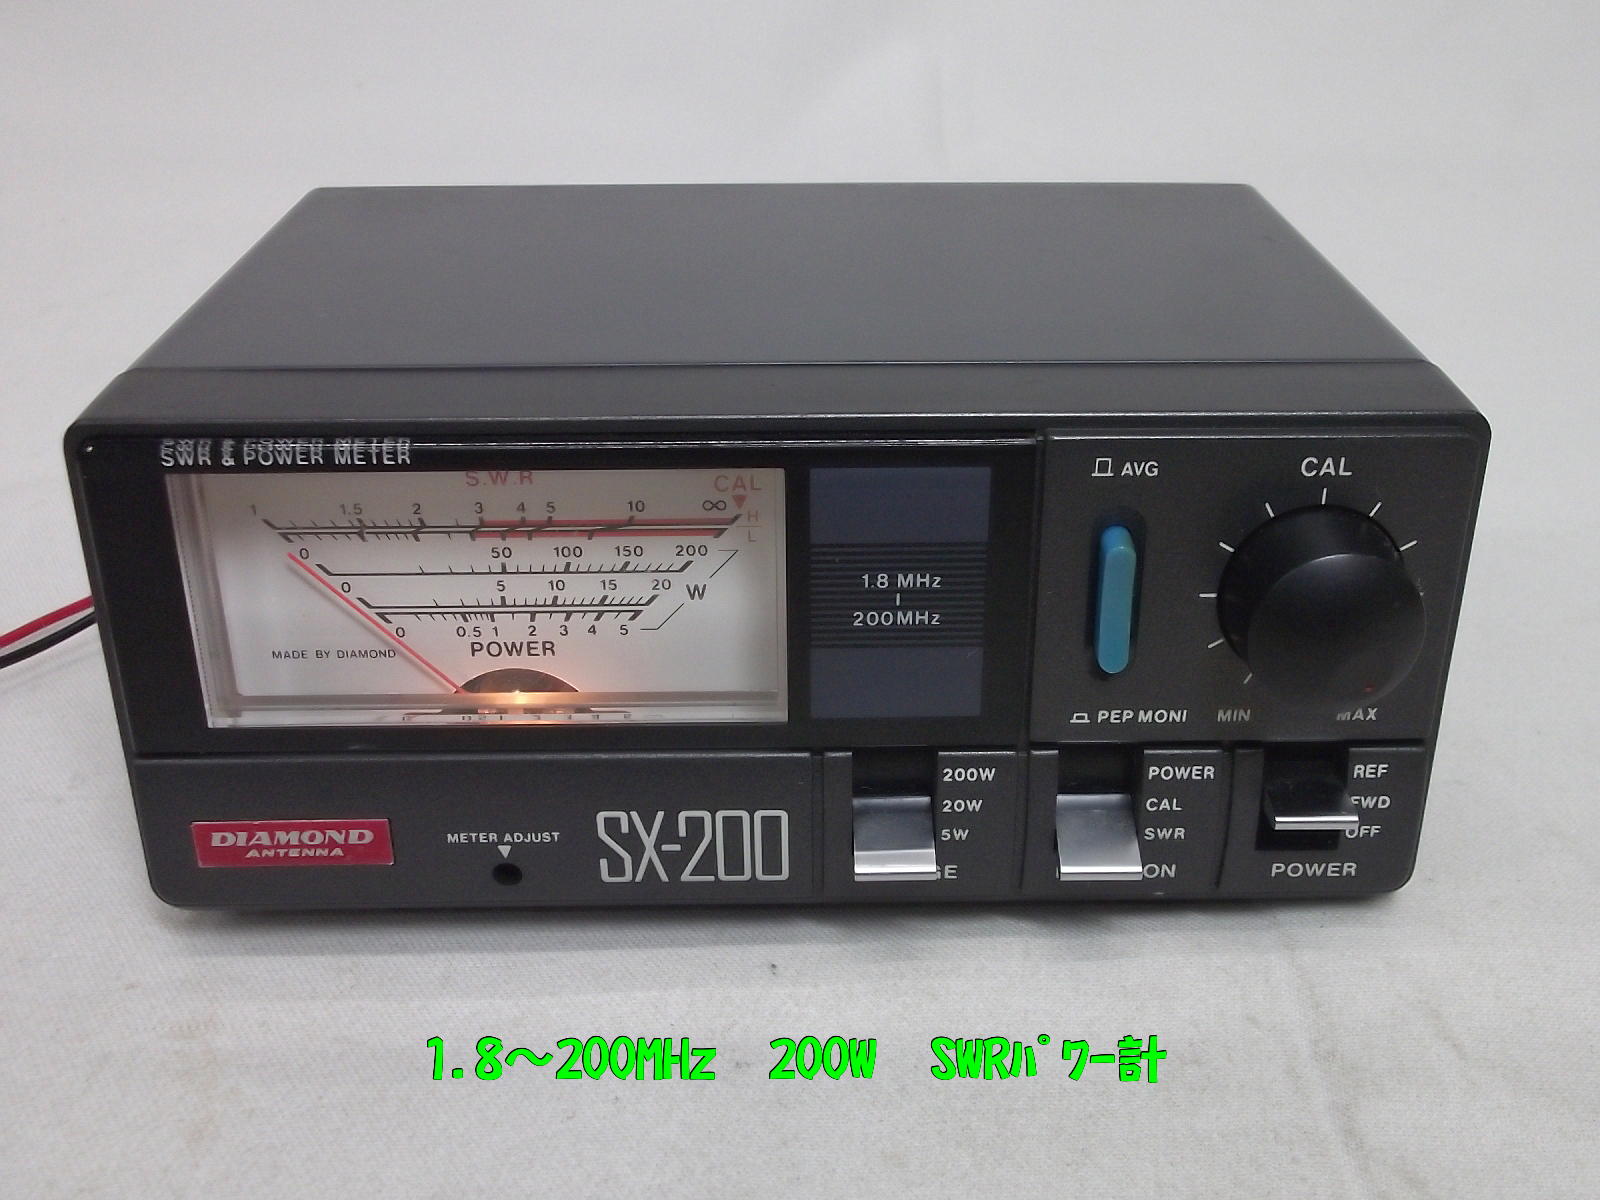 SWR & POWER METER
S.W.R
CAL
1 1.5 2 3 4 5 10 ∞
H
L
0 50 100 150 200
0 5 10 15 20
W
0 0.5 1 2 3 4 5
POWER
MADE BY DIAMOND
1.8 MHz
200MHz
AVG
CAL
PEP MONI
MIN
MAX
DIAMOND
ANTENNA
METER ADJUST
SX-200
200W
20W
5W
POWER
CAL
SWR
REF
FWD
OFF
POWER
1.8～200MHz 200W SWRﾊﾟﾜｰ計